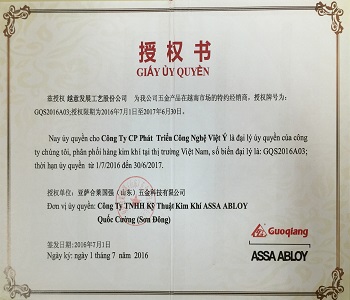 授权书
GIẤY ỦY QUYỀN
兹授权 越意发展工艺股份公司 为我公司五金产品在越南市场的特约经销商，授权牌号为：
GQS2016A03;授权期限为2016年7月1日至2017年6月30日。
Nay ủy quyền cho Công Ty CP Phát Triển Công Nghệ Việt Ý là đại lý ủy quyền của công
ty chúng tôi, phân phối hàng kim khí tại thị trường Việt Nam, số biển đại lý là: GQS2016A03;
thời hạn ủy quyền từ 1/7/2016 đến 30/6/2017.
授权单位：亚萨合莱国强（山东）五金科技有限公司
Đơn vị ủy quyền: Công Ty TNHH Kỹ Thuật Kim Khí ASSA ABLOY
Quốc Cường (Sơn Đông)
签发日期:2016年7月1日
Ngày ký: ngày 1 tháng 7 năm 2016
Guoqiang
ASSA ABLOY